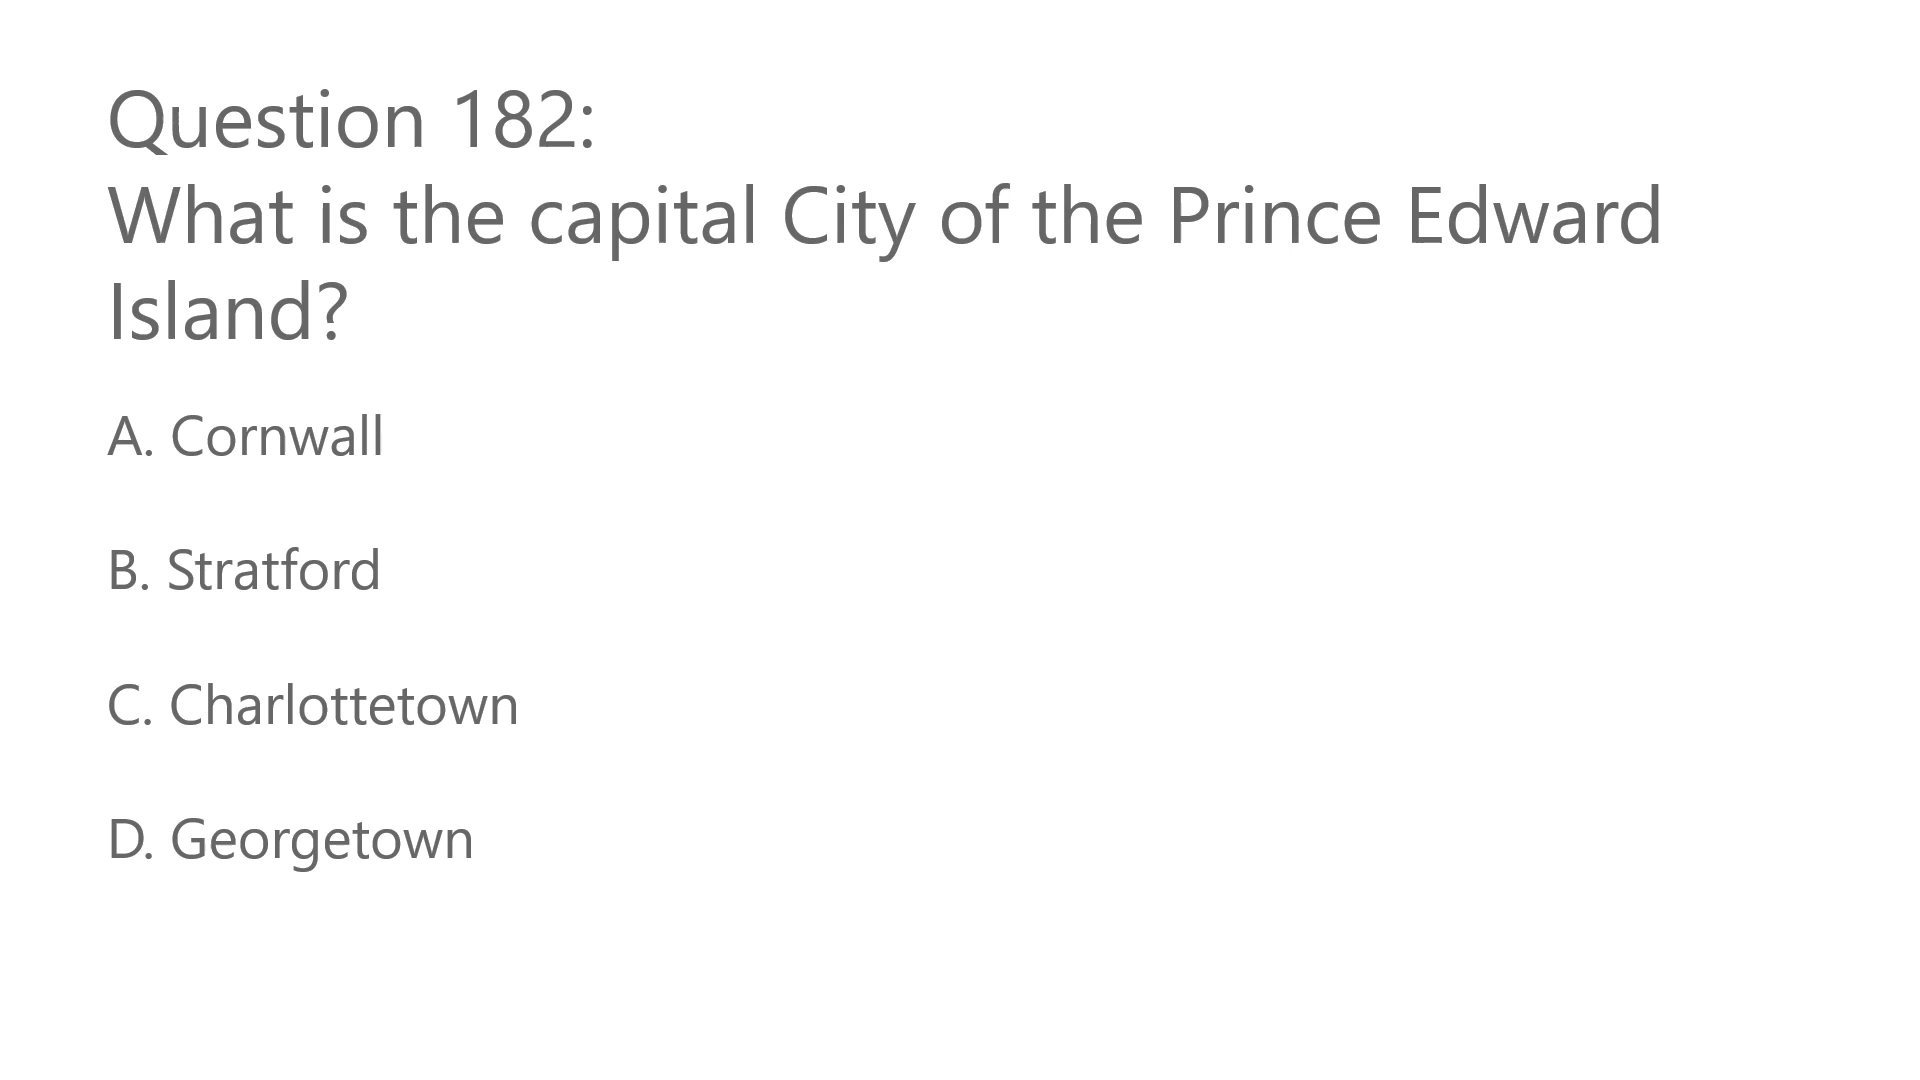 Question 182:
What is the capital City of the Prince Edward
Island?
A. Cornwall
B. Stratford
C. Charlottetown
D. Georgetown